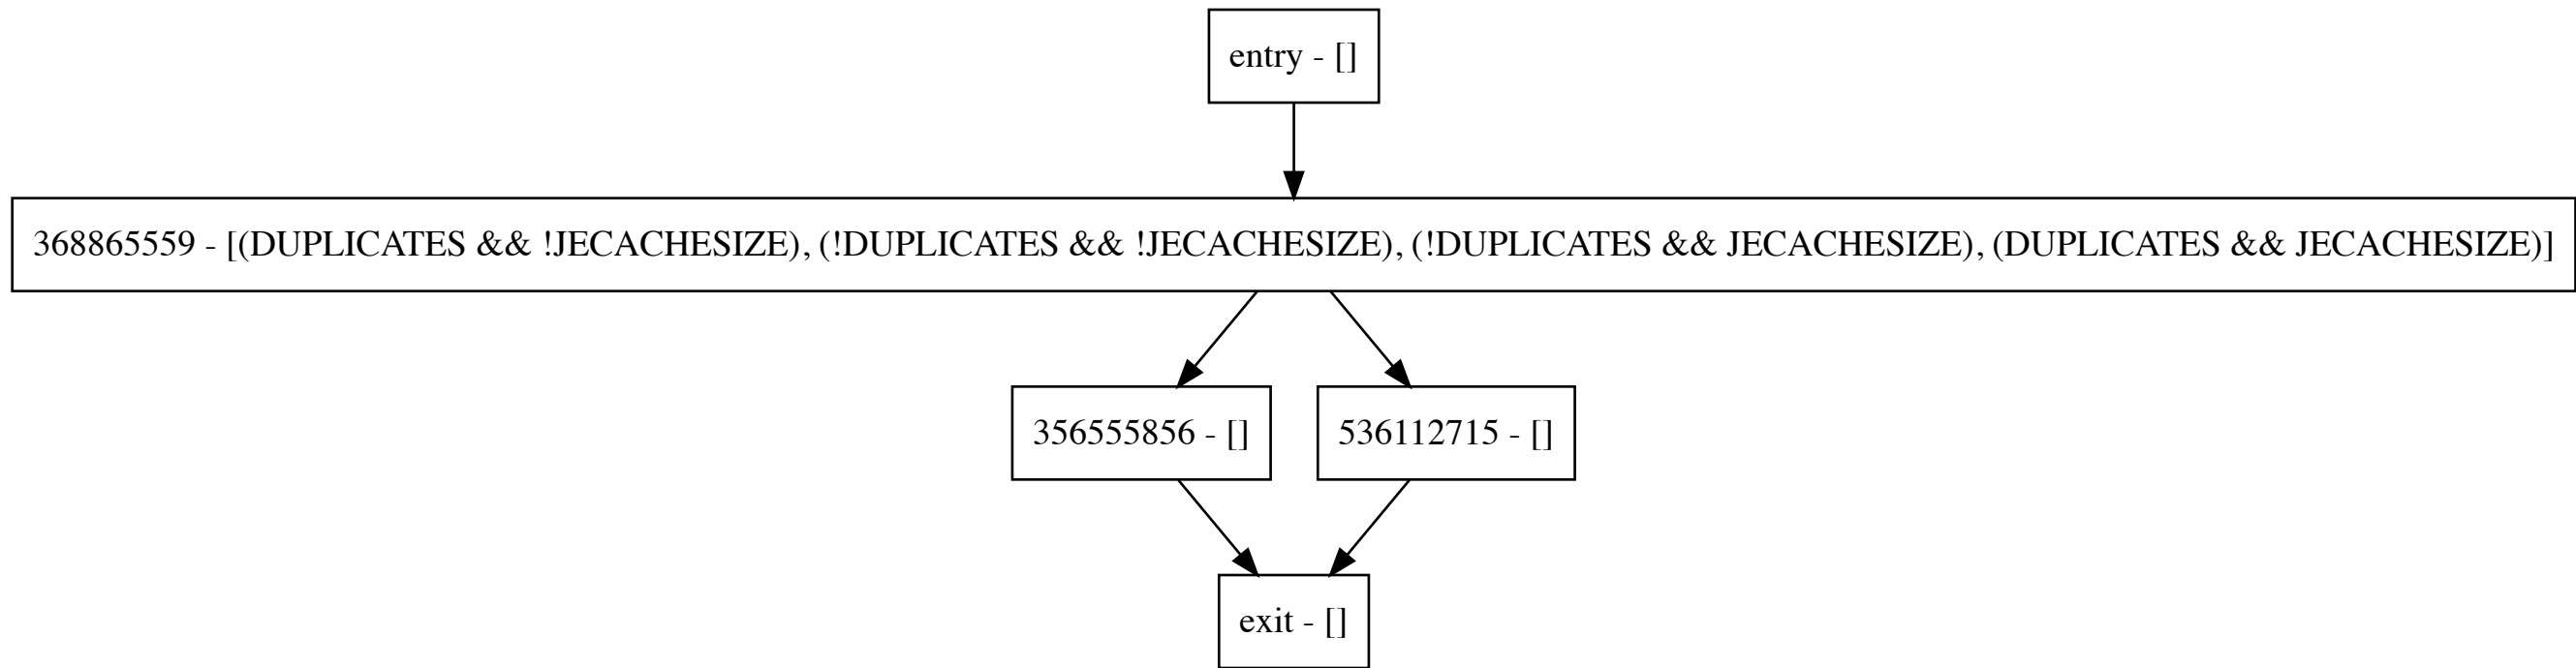 entry - []
368865559 - [(DUPLICATES && !JECACHESIZE), (!DUPLICATES && !JECACHESIZE), (!DUPLICATES && JECACHESIZE), (DUPLICATES && JECACHESIZE)]
356555856 - []
536112715 - []
exit - []